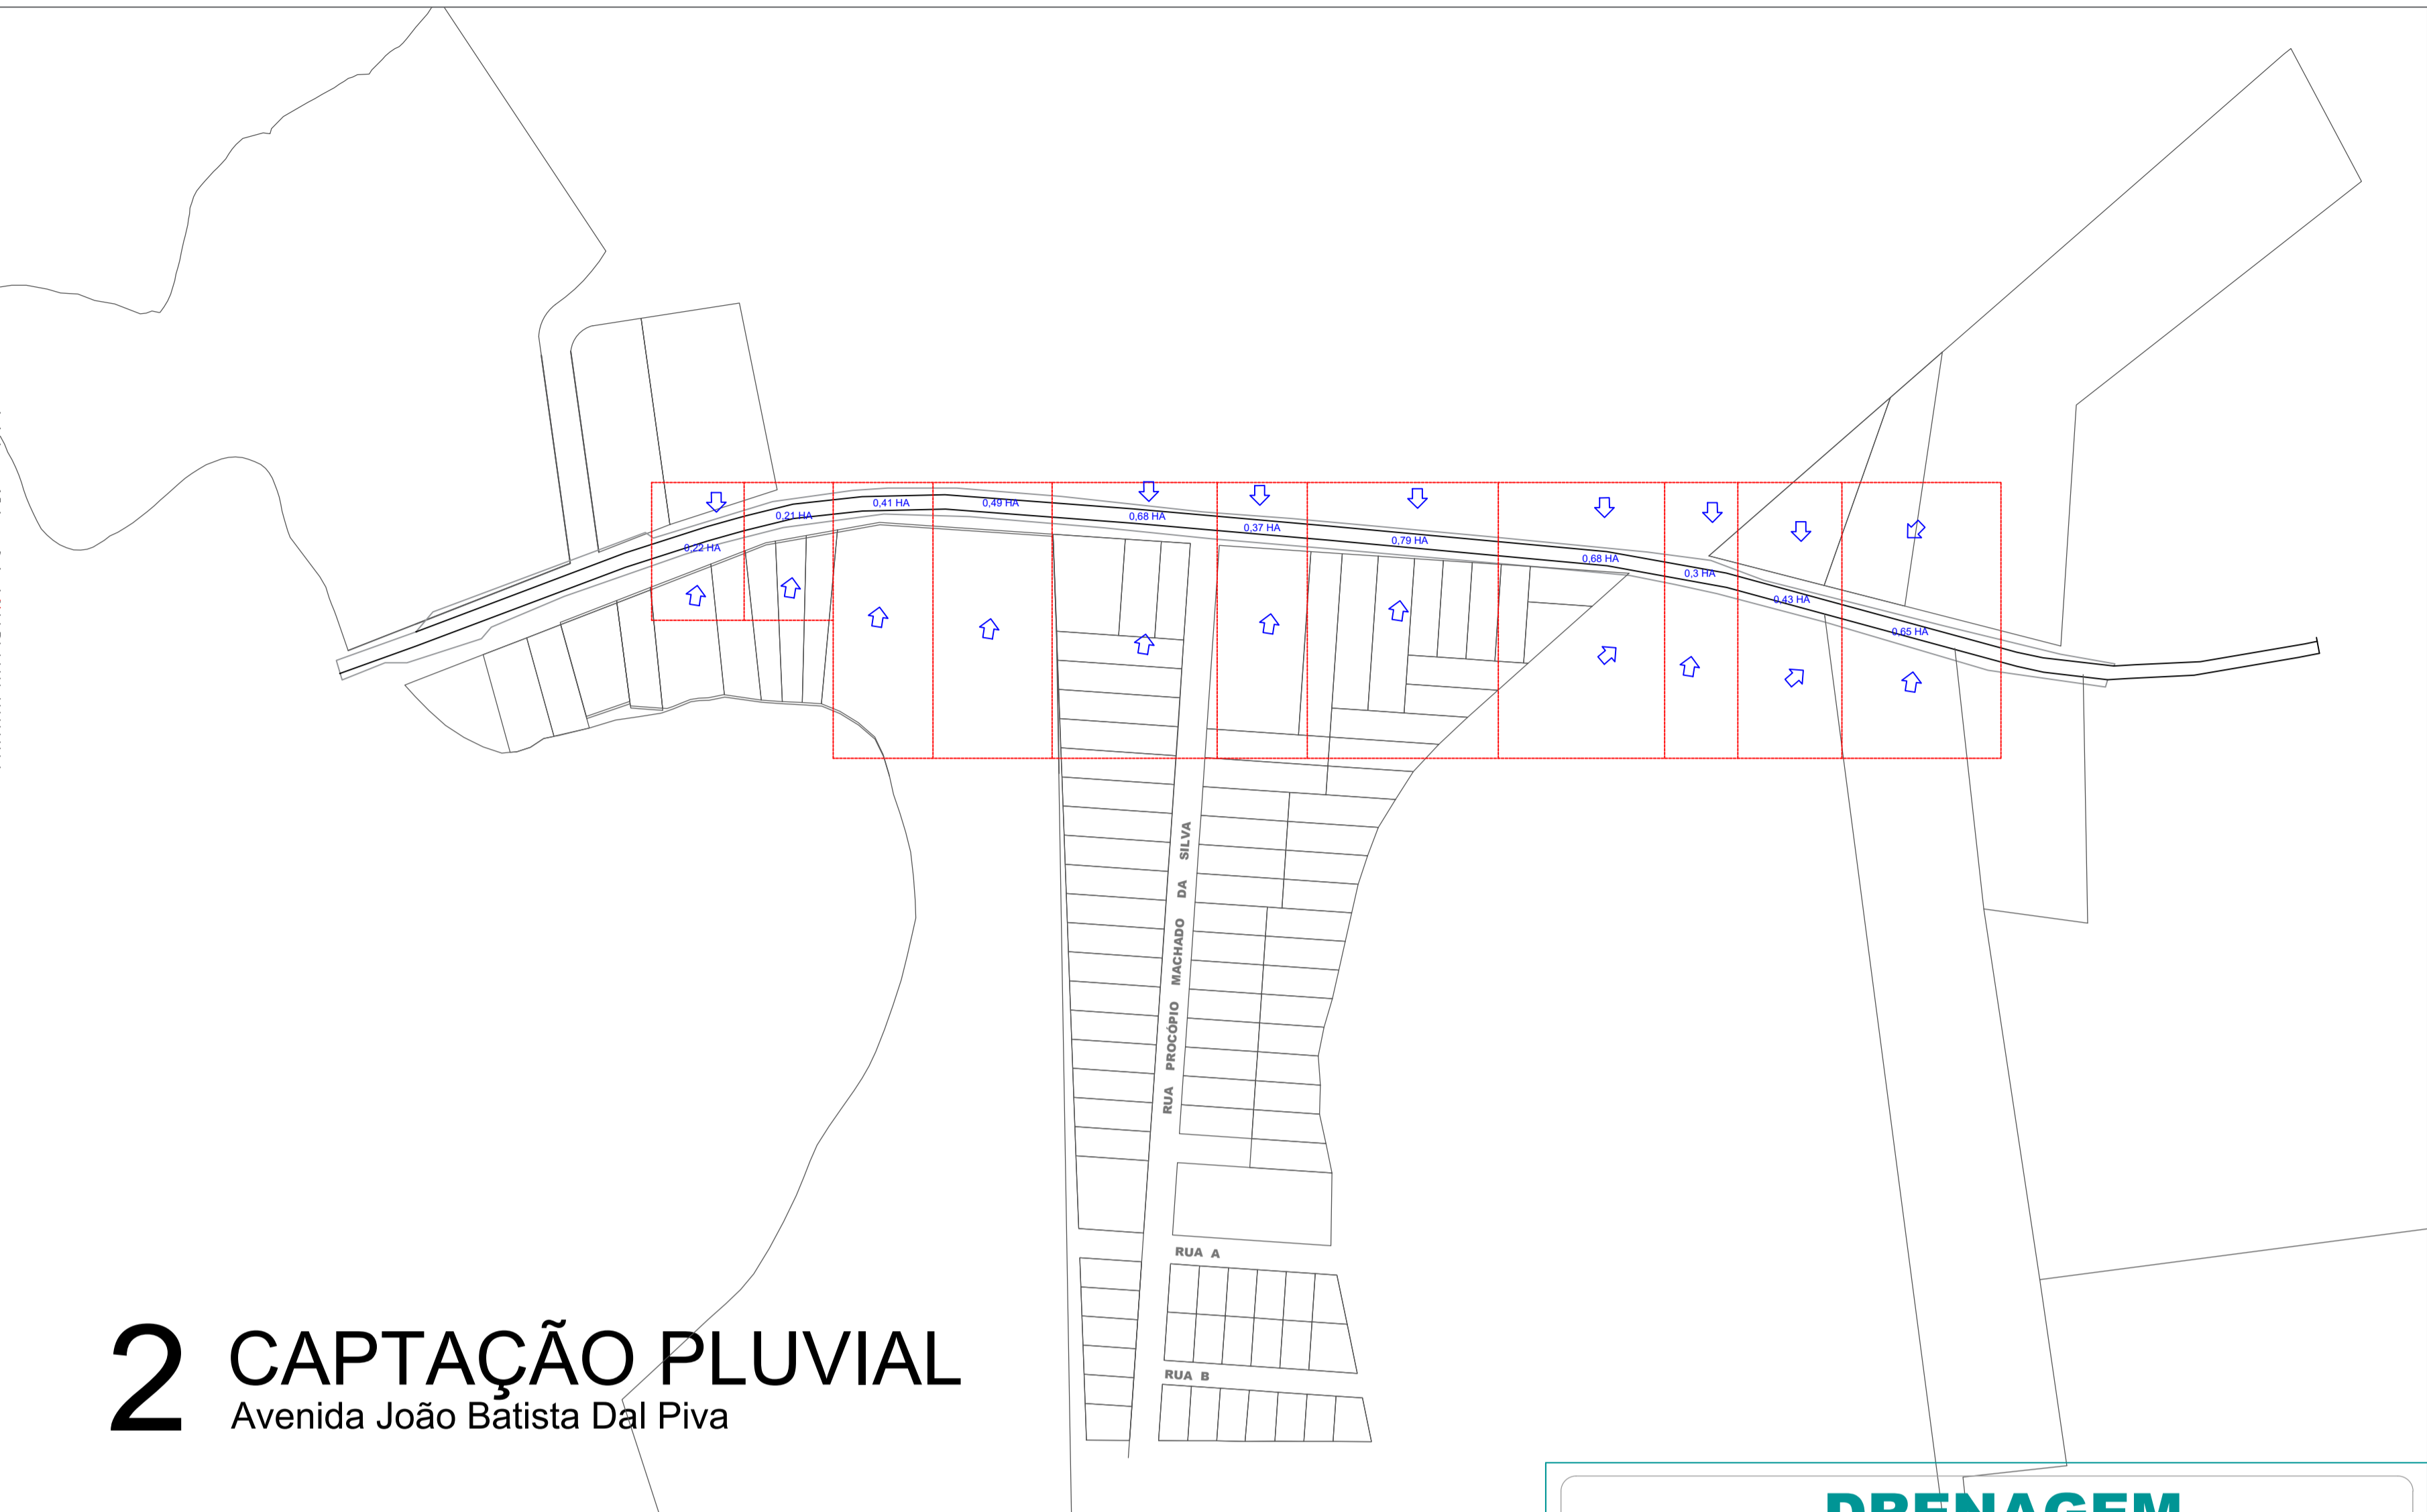 0,41 HA
0,49 HA
0,21 HA
0,68 HA
0,37 HA
0,79 HA
0,22 HA
0,68 HA
0,3 HA
0,43 HA
0,65 HA
RUA PROCÓPIO MACHADO DA SILVA
RUA A
RUA B
2 CAPTAÇÃO PLUVIAL
Avenida João Batista Dal Piva
DRENAGEM